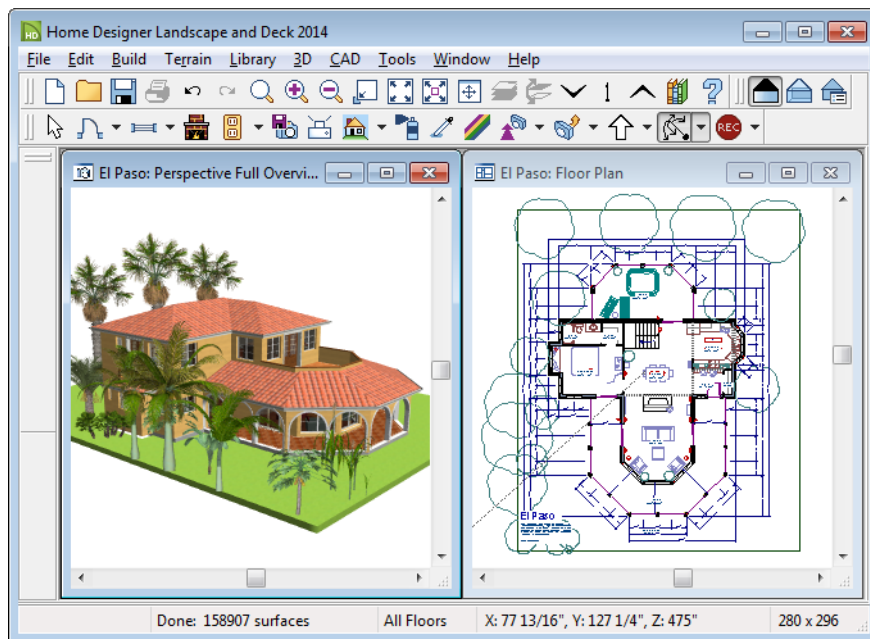 Home Designer Landscape and Deck 2014
File Edit Build Terrain Library 3D CAD Tools Window Help
1
REC
El Paso: Perspective Full Overvi...
El Paso: Floor Plan
El Paso
Done: 158907 surfaces All Floors X: 77 13/16", Y: 127 1/4", Z: 475" 280 x 296